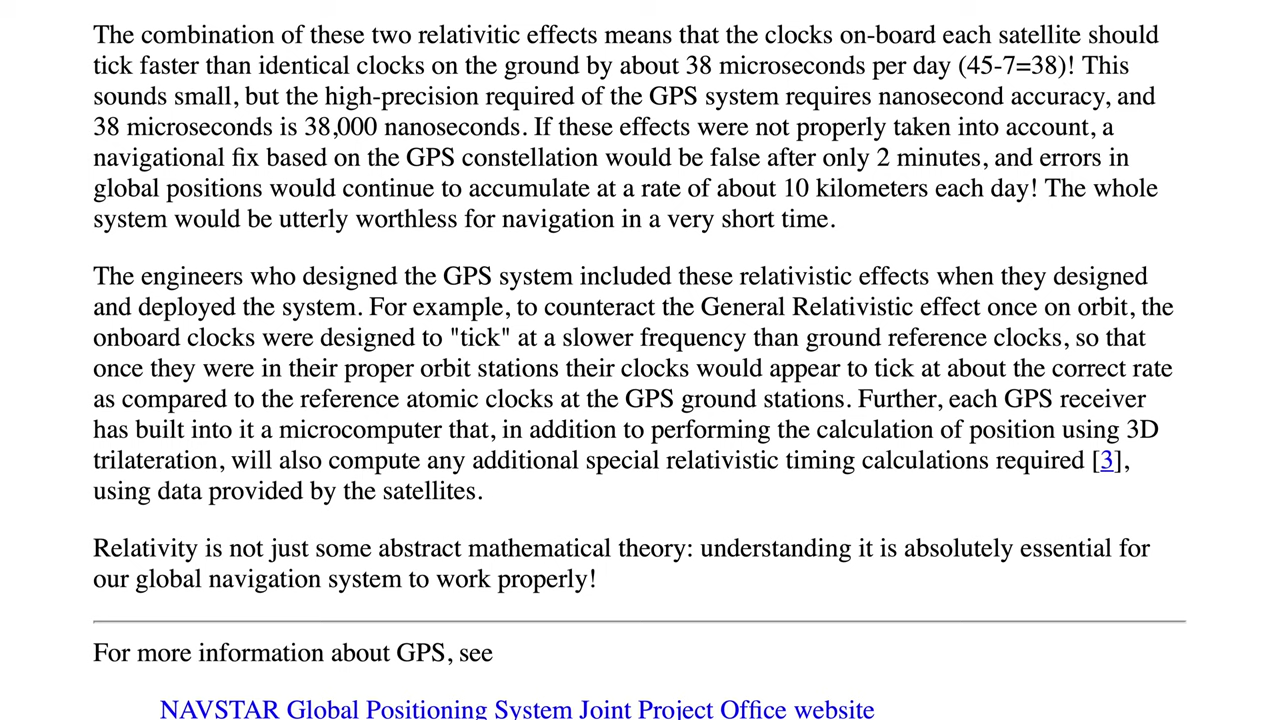 The combination of these two relativitic effects means that the clocks on-board each satellite should
tick faster than identical clocks on the ground by about 38 microseconds per day (45-7=38)! This
sounds small, but the high-precision required of the GPS system requires nanosecond accuracy, and
38 microseconds is 38,000 nanoseconds. If these effects were not properly taken into account, a
navigational fix based on the GPS constellation would be false after only 2 minutes, and errors in
global positions would continue to accumulate at a rate of about 10 kilometers each day! The whole
system would be utterly worthless for navigation in a very short time.
The engineers who designed the GPS system included these relativistic effects when they designed
and deployed the system. For example, to counteract the General Relativistic effect once on orbit, the
onboard clocks were designed to "tick" at a slower frequency than ground reference clocks, so that
once they were in their proper orbit stations their clocks would appear to tick at about the correct rate
as compared to the reference atomic clocks at the GPS ground stations. Further, each GPS receiver
has built into it a microcomputer that, in addition to performing the calculation of position using 3D
trilateration, will also compute any additional special relativistic timing calculations required [3],
using data provided by the satellites.
Relativity is not just some abstract mathematical theory: understanding it is absolutely essential for
our global navigation system to work properly!
For more information about GPS, see
NAVSTAR Global Positioning System Joint Project Office website